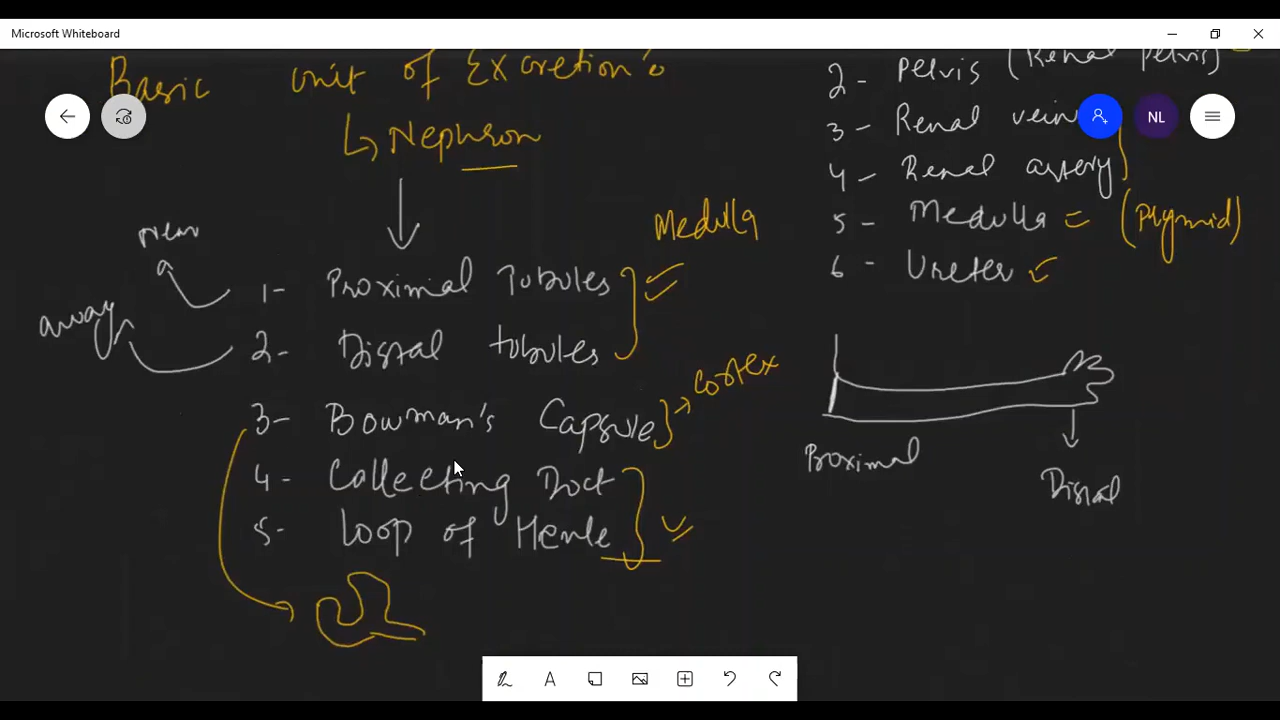 Microsoft Whiteboard
Basic unit of Excretion's
↳ Nephron
near
away
Medulla
1- Proximal Tubules
2- Distal tubules
3- Bowman's Capsule → Cortex
4- Collecting Duct
5- Loop of Henle
2- Pelvis (Renal pelvis)
3- Renal vein
4- Renal artery
5- Medulla = (Pyymid)
6- Ureter
Proximal
Distal
NL
A